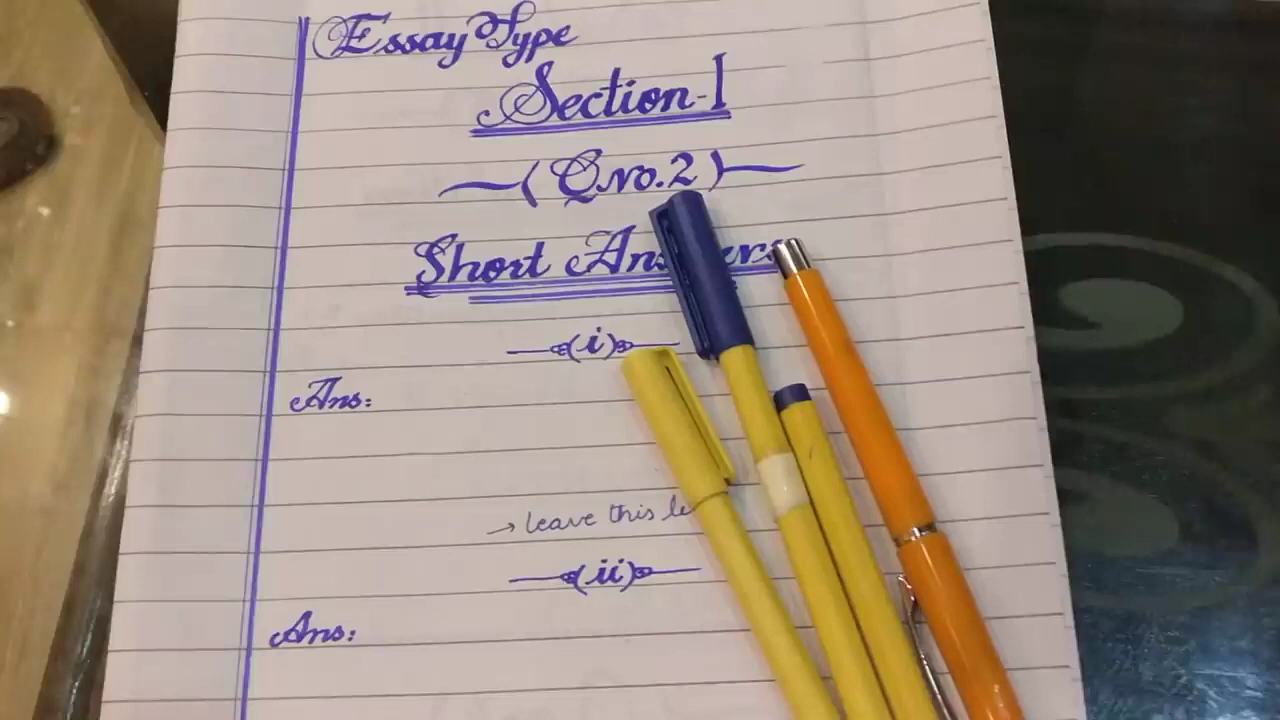 Essay Type
Section-I
(Q.No.2)
Short Answers
(i)
Ans:
→ leave this
(ii)
Ans: